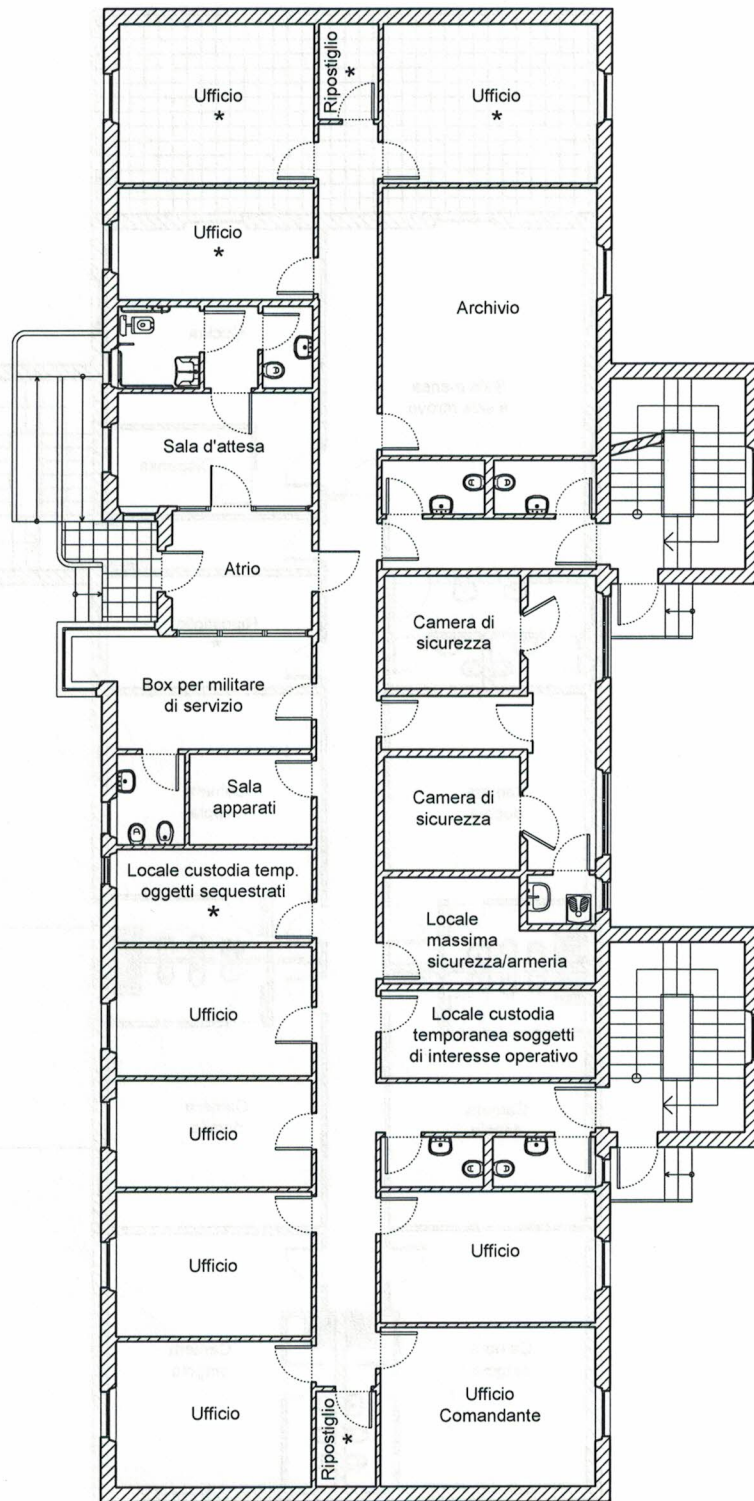 Ufficio
*
Ripostiglio
*
Ufficio
*
Ufficio
*
Archivio
Sala d'attesa
Atrio
Camera di
sicurezza
Box per militare
di servizio
Sala
apparati
Camera di
sicurezza
Locale custodia temp.
oggetti sequestrati
*
Locale
massima
sicurezza/armeria
Ufficio
Locale custodia
temporanea soggetti
di interesse operativo
Ufficio
Ufficio
Ufficio
Ufficio
Ufficio
Comandante
Ripostiglio
*